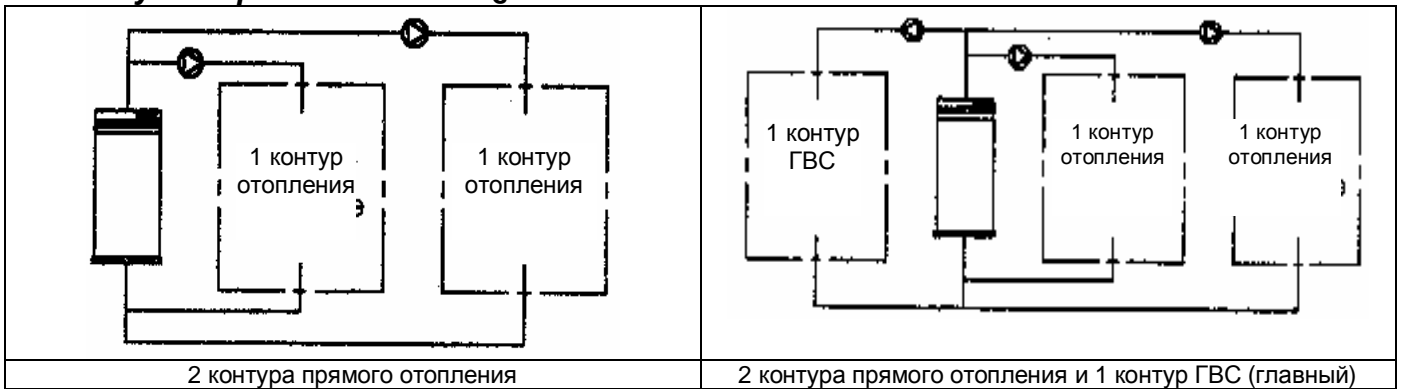 1 контур
отопления
1 контур
отопления
2 контура прямого отопления
1 контур
ГВС
1 контур
отопления
1 контур
отопления
2 контура прямого отопления и 1 контур ГВС (главный)